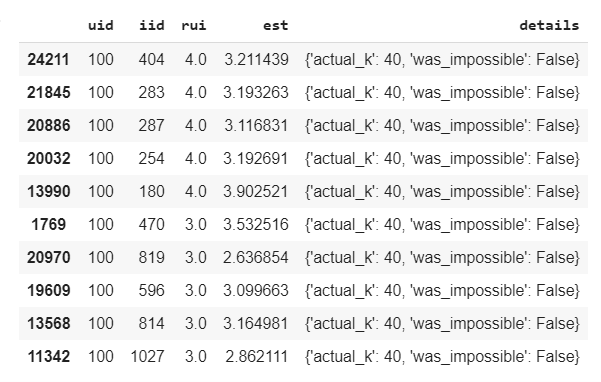 uid iid rui est details
24211 100 404 4.0 3.211439 {'actual_k': 40, 'was_impossible': False}
21845 100 283 4.0 3.193263 {'actual_k': 40, 'was_impossible': False}
20886 100 287 4.0 3.116831 {'actual_k': 40, 'was_impossible': False}
20032 100 254 4.0 3.192691 {'actual_k': 40, 'was_impossible': False}
13990 100 180 4.0 3.902521 {'actual_k': 40, 'was_impossible': False}
1769 100 470 3.0 3.532516 {'actual_k': 40, 'was_impossible': False}
20970 100 819 3.0 2.636854 {'actual_k': 40, 'was_impossible': False}
19609 100 596 3.0 3.099663 {'actual_k': 40, 'was_impossible': False}
13568 100 814 3.0 3.164981 {'actual_k': 40, 'was_impossible': False}
11342 100 1027 3.0 2.862111 {'actual_k': 40, 'was_impossible': False}